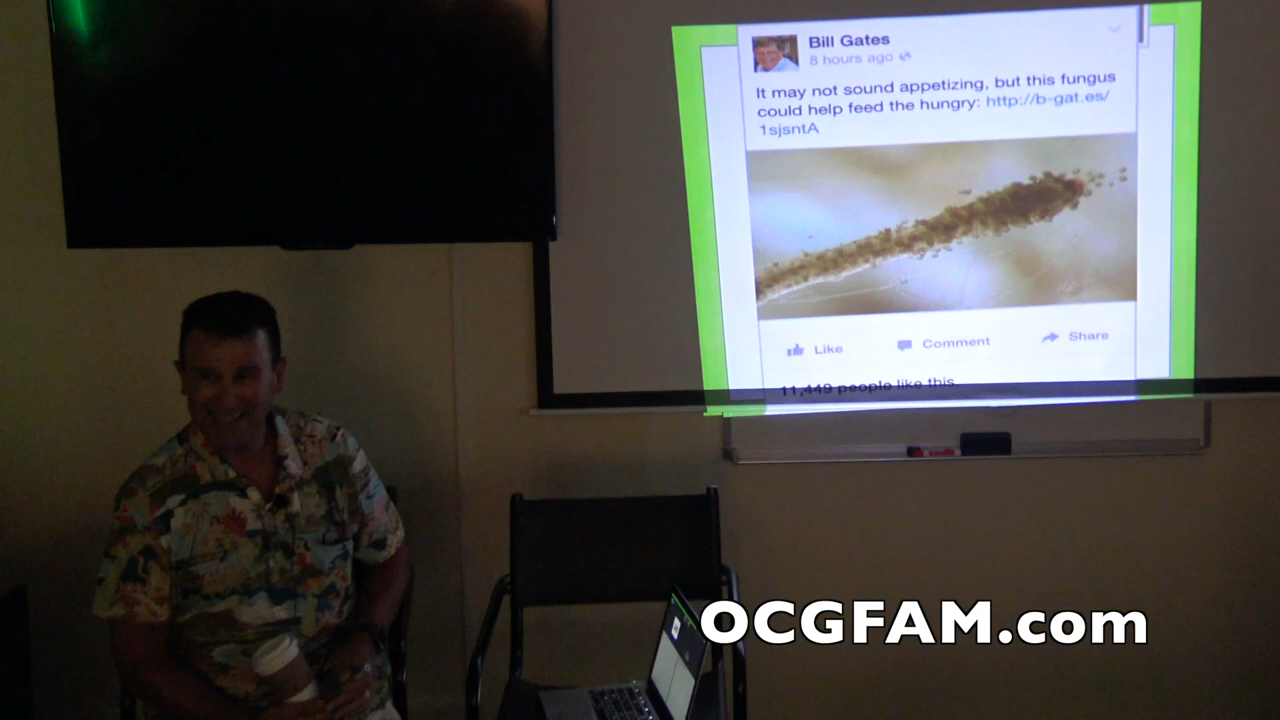 Bill Gates
8 hours ago
It may not sound appetizing, but this fungus
could help feed the hungry: http://b-gat.es/
1sjsntA
Like Comment Share
11,449 people like this.
OCGFAM.com